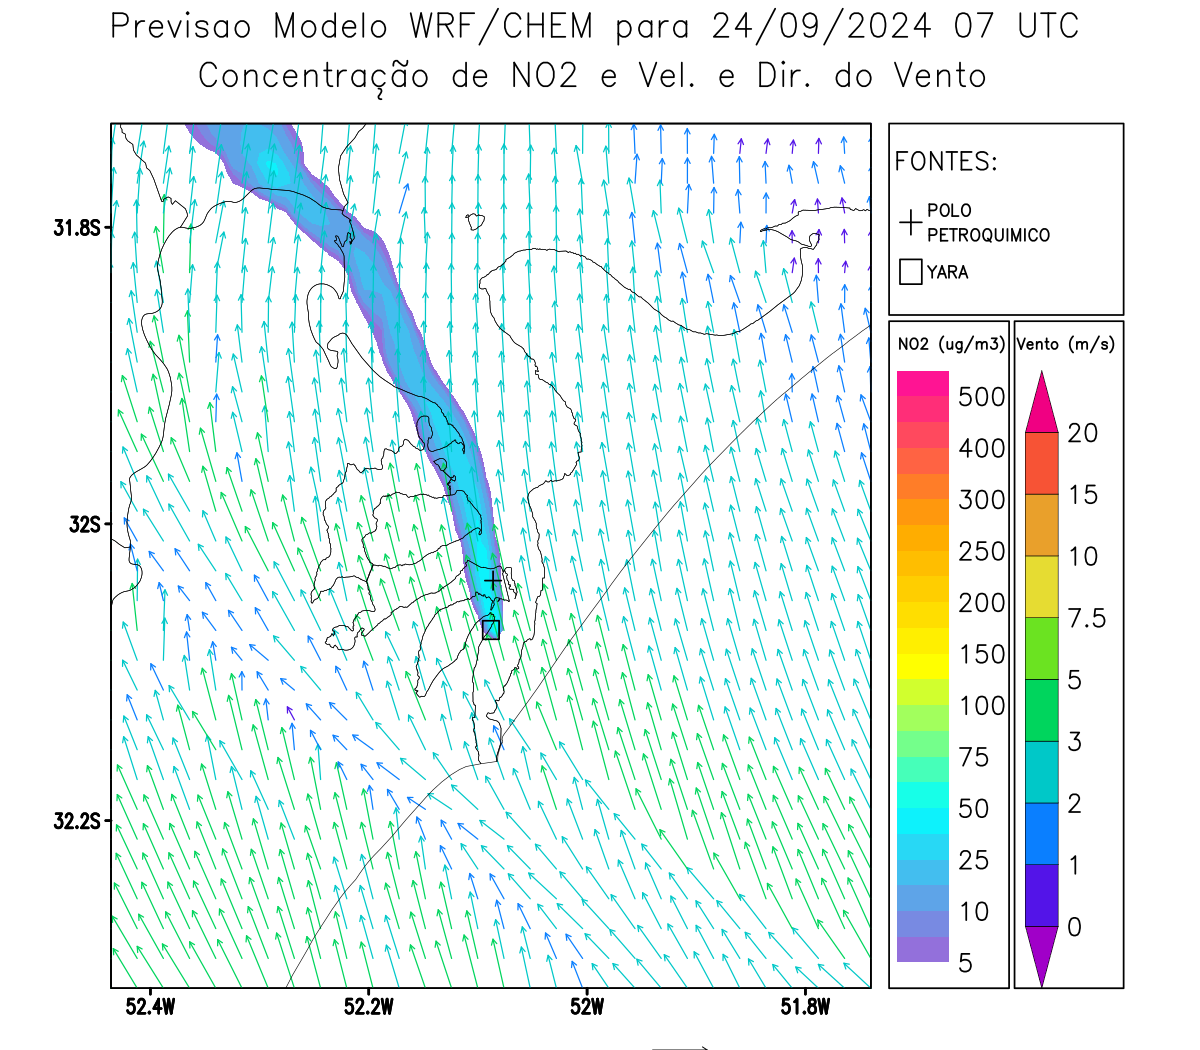 Previsao Modelo WRF/CHEM para 24/09/2024 07 UTC
Concentração de NO2 e Vel. e Dir. do Vento
FONTES:
POLO
PETROQUIMICO
YARA
NO2 (ug/m3)
500
400
300
250
200
150
100
75
50
25
10
5
Vento (m/s)
20
15
10
7.5
5
3
2
1
0
31.8S
32S
32.2S
52.4W 52.2W 52W 51.8W